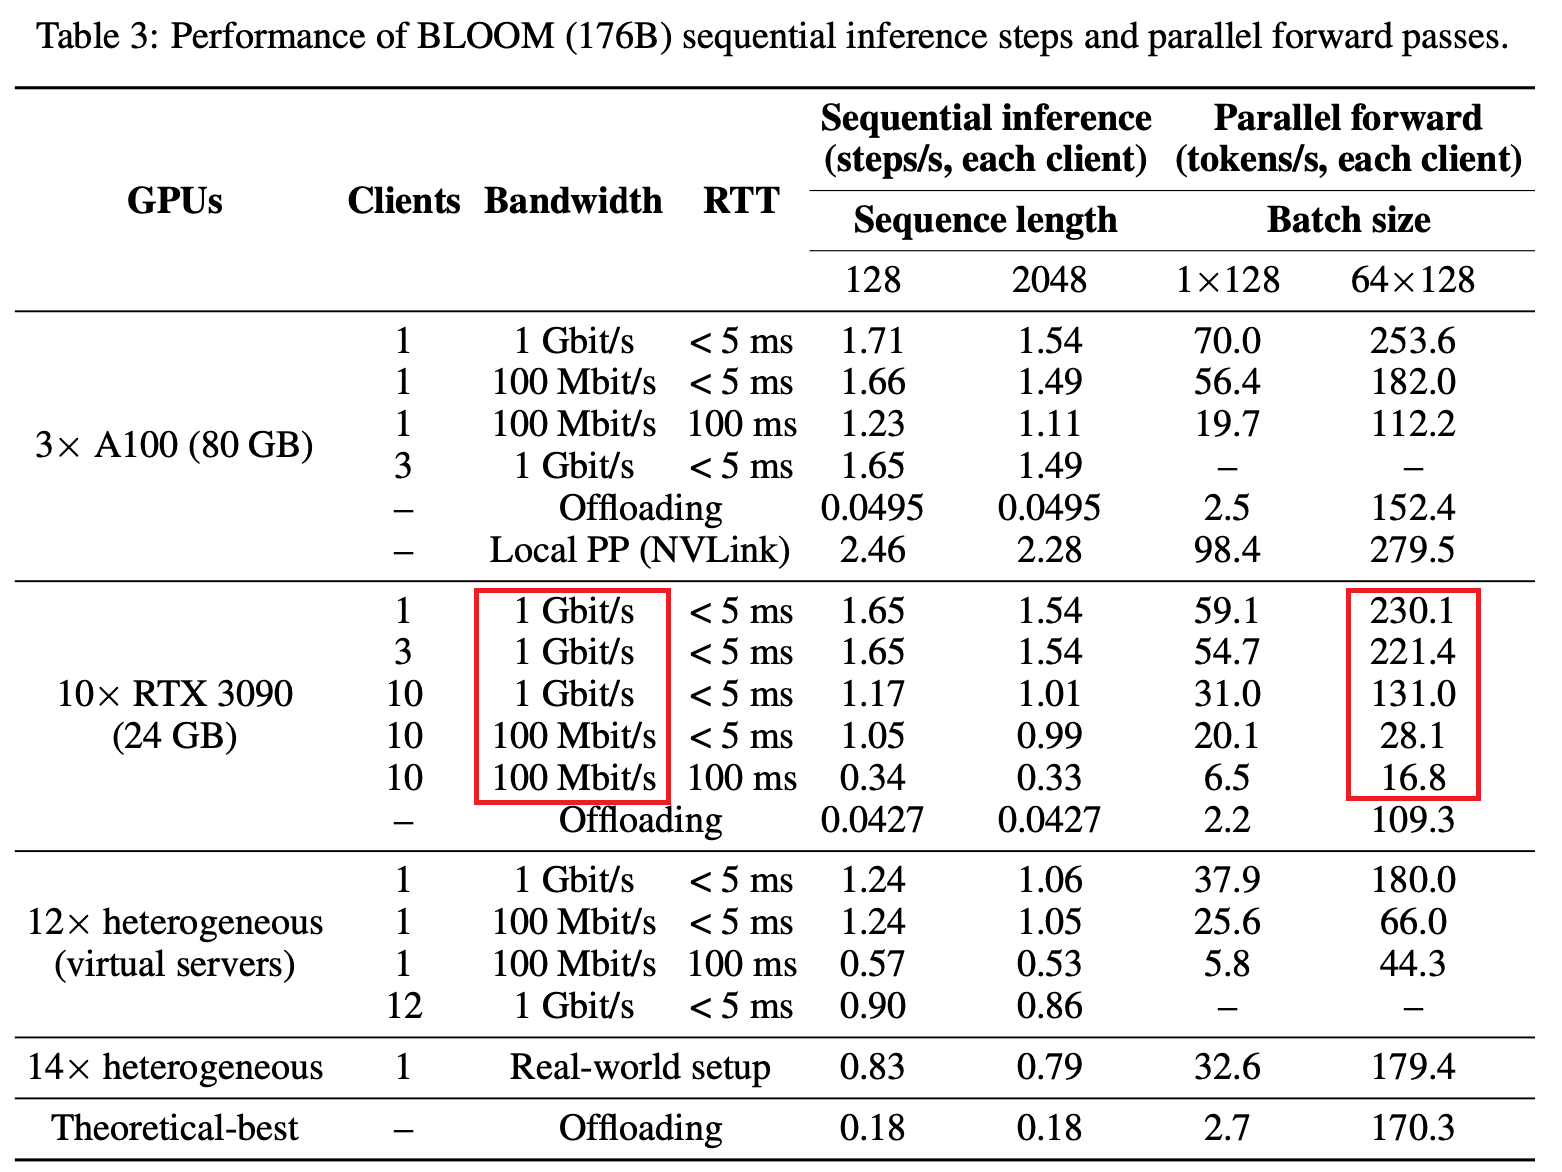 Table 3: Performance of BLOOM (176B) sequential inference steps and parallel forward passes.
GPUs Clients Bandwidth RTT Sequential inference (steps/s, each client) Parallel forward (tokens/s, each client)
Sequence length Batch size
128 2048 1×128 64×128
3× A100 (80 GB)
1 1 Gbit/s < 5 ms 1.71 1.54 70.0 253.6
1 100 Mbit/s < 5 ms 1.66 1.49 56.4 182.0
1 100 Mbit/s 100 ms 1.23 1.11 19.7 112.2
3 1 Gbit/s < 5 ms 1.65 1.49 – –
– Offloading 0.0495 0.0495 2.5 152.4
– Local PP (NVLink) 2.46 2.28 98.4 279.5
10× RTX 3090
(24 GB)
1 1 Gbit/s < 5 ms 1.65 1.54 59.1 230.1
3 1 Gbit/s < 5 ms 1.65 1.54 54.7 221.4
10 1 Gbit/s < 5 ms 1.17 1.01 31.0 131.0
10 100 Mbit/s < 5 ms 1.05 0.99 20.1 28.1
10 100 Mbit/s 100 ms 0.34 0.33 6.5 16.8
– Offloading 0.0427 0.0427 2.2 109.3
12× heterogeneous
(virtual servers)
1 1 Gbit/s < 5 ms 1.24 1.06 37.9 180.0
1 100 Mbit/s < 5 ms 1.24 1.05 25.6 66.0
1 100 Mbit/s 100 ms 0.57 0.53 5.8 44.3
12 1 Gbit/s < 5 ms 0.90 0.86 – –
14× heterogeneous 1 Real-world setup 0.83 0.79 32.6 179.4
Theoretical-best – Offloading 0.18 0.18 2.7 170.3